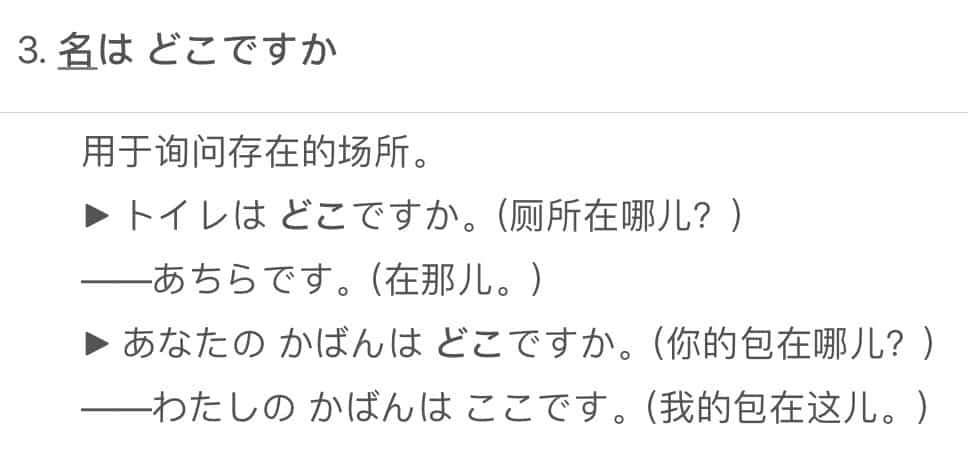 3. 名は どこですか
用于询问存在的场所。
▶ トイレは どこですか。(厕所在哪儿？)
——あちらです。(在那儿。)
▶ あなたの かばんは どこですか。(你的包在哪儿？)
——わたしの かばんは ここです。(我的包在这儿。)